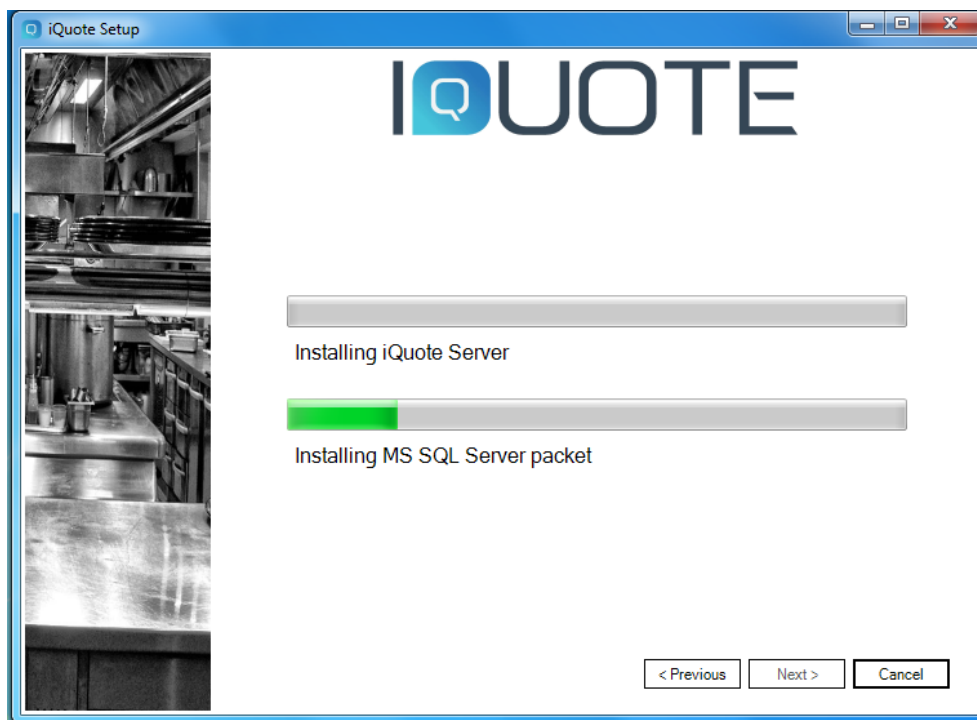 iQuote Setup
IQUOTE
Installing iQuote Server
Installing MS SQL Server packet
< Previous
Next >
Cancel